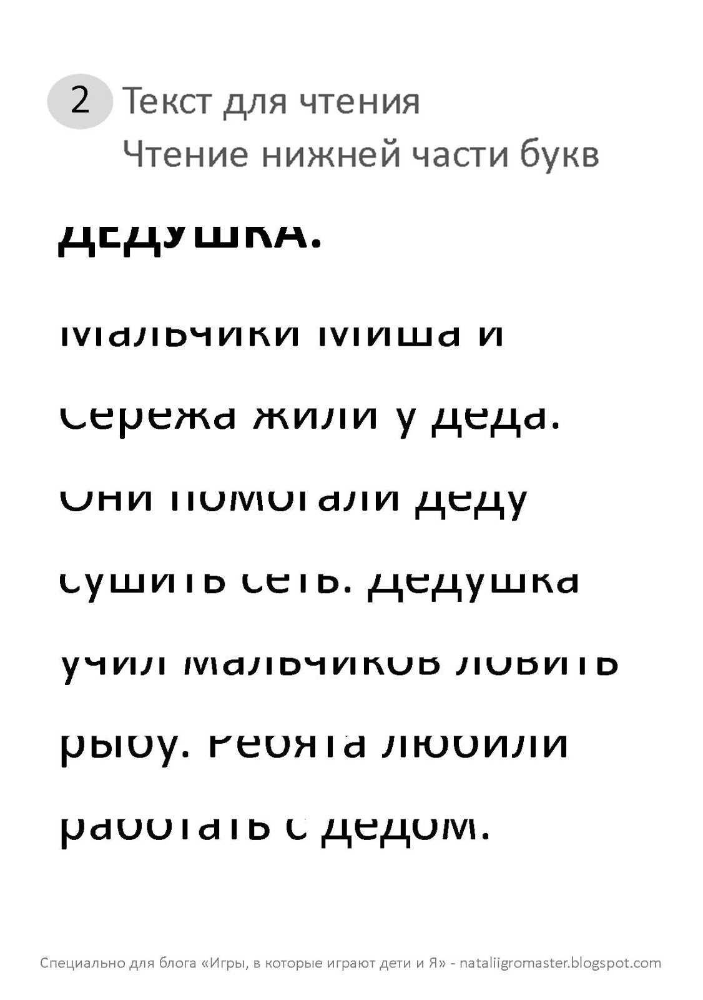 2 Текст для чтения
Чтение нижней части букв
ДЕДУШКА.
Мальчики Миша и
Сережа жили у деда.
Они помогали деду
сушить сеть. Дедушка
учил мальчиков ловить
рыбу. Ребята любили
работать с дедом.
Специально для блога «Игры, в которые играют дети и Я» - nataliigromaster.blogspot.com